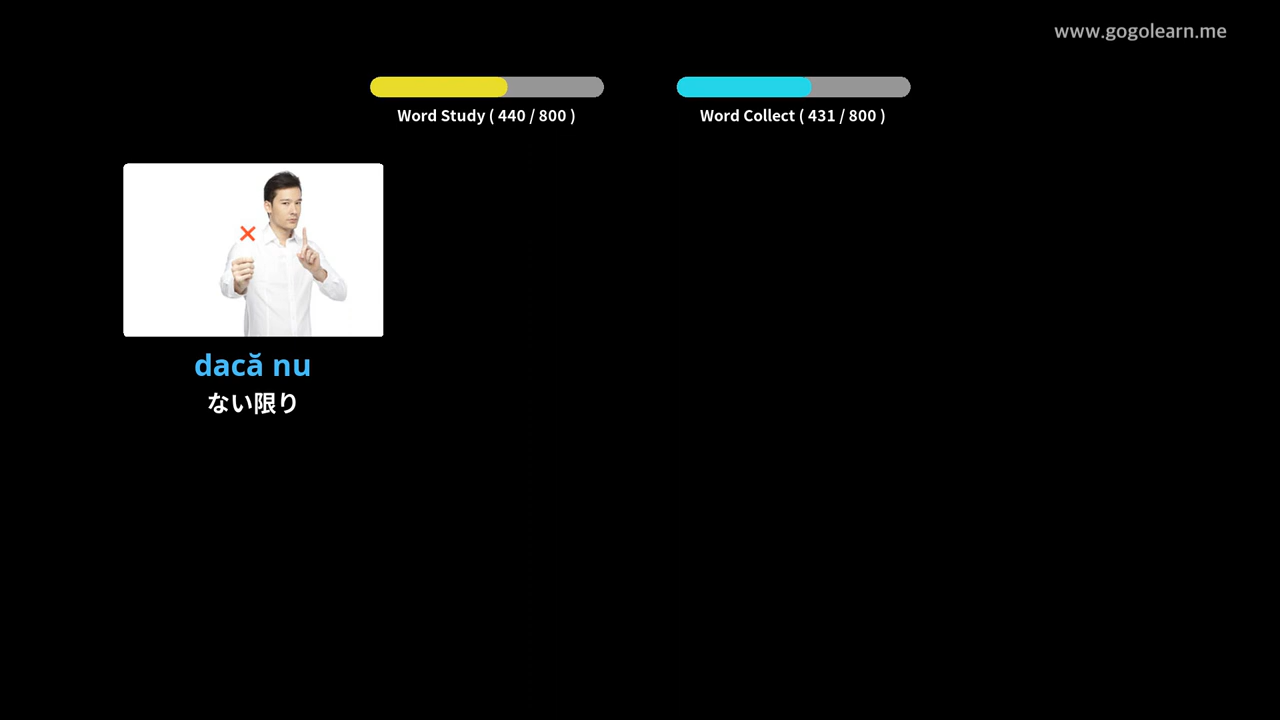 www.gogolearn.me
Word Study ( 440 / 800 )
Word Collect ( 431 / 800 )
dacă nu
ない限り